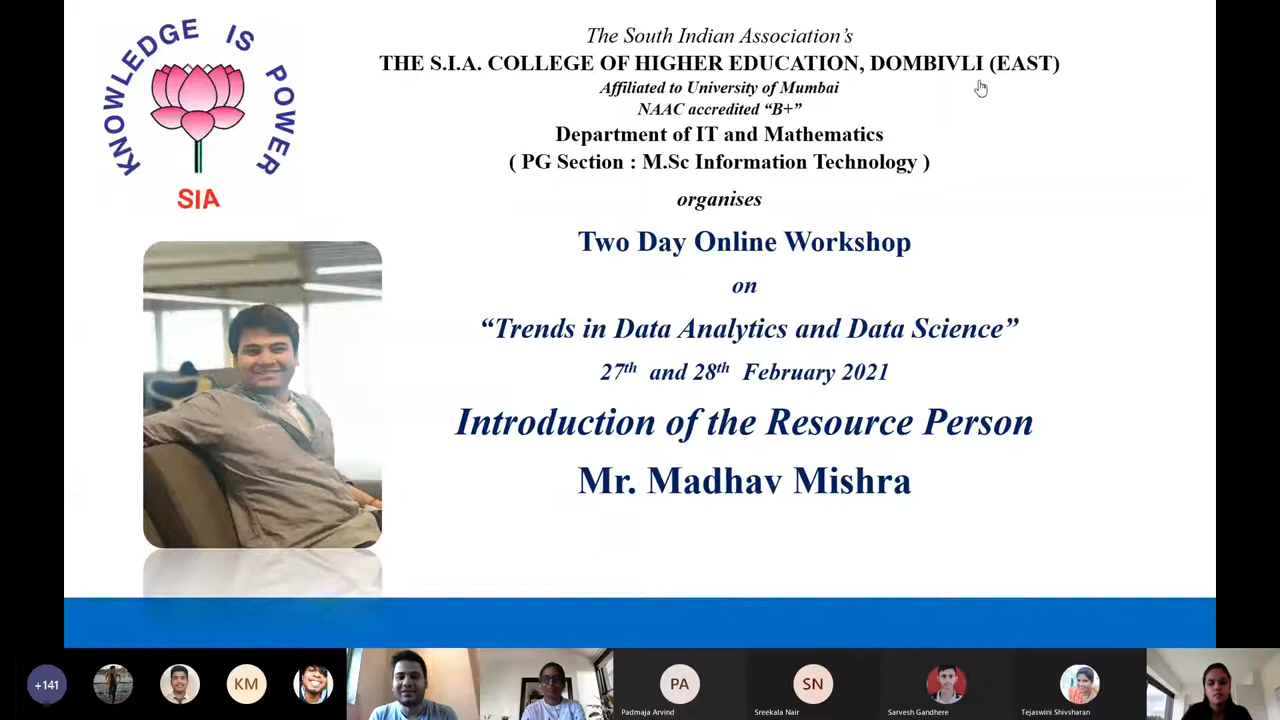 KNOWLEDGE IS POWER
SIA
The South Indian Association's
THE S.I.A. COLLEGE OF HIGHER EDUCATION, DOMBIVLI (EAST)
Affiliated to University of Mumbai
NAAC accredited “B+”
Department of IT and Mathematics
( PG Section : M.Sc Information Technology )
organises
Two Day Online Workshop
on
“Trends in Data Analytics and Data Science”
27th and 28th February 2021
Introduction of the Resource Person
Mr. Madhav Mishra
+141
KM
PA
Padmaja Arvind
SN
Sreekala Nair
Sarvesh Gandhere
Tejaswini Shivsharan